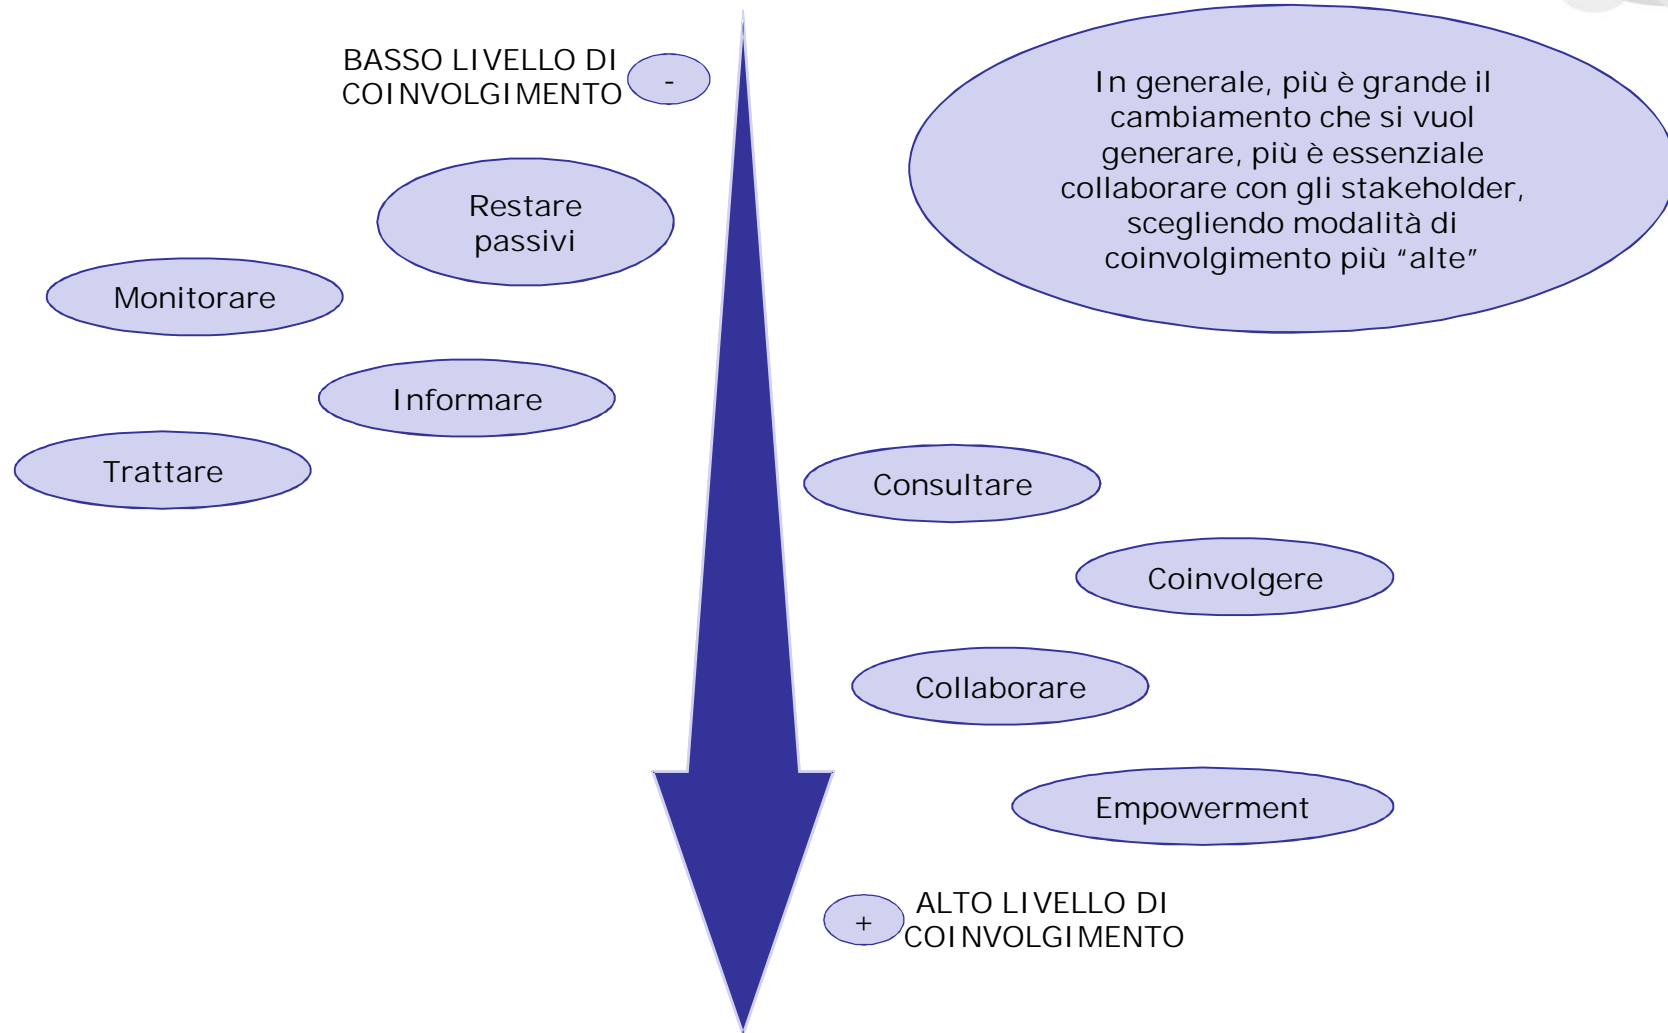 BASSO LIVELLO DI
COINVOLGIMENTO
-
In generale, più è grande il
cambiamento che si vuol
generare, più è essenziale
collaborare con gli stakeholder,
scegliendo modalità di
coinvolgimento più “alte”
Restare
passivi
Monitorare
Informare
Trattare
Consultare
Coinvolgere
Collaborare
Empowerment
+
ALTO LIVELLO DI
COINVOLGIMENTO